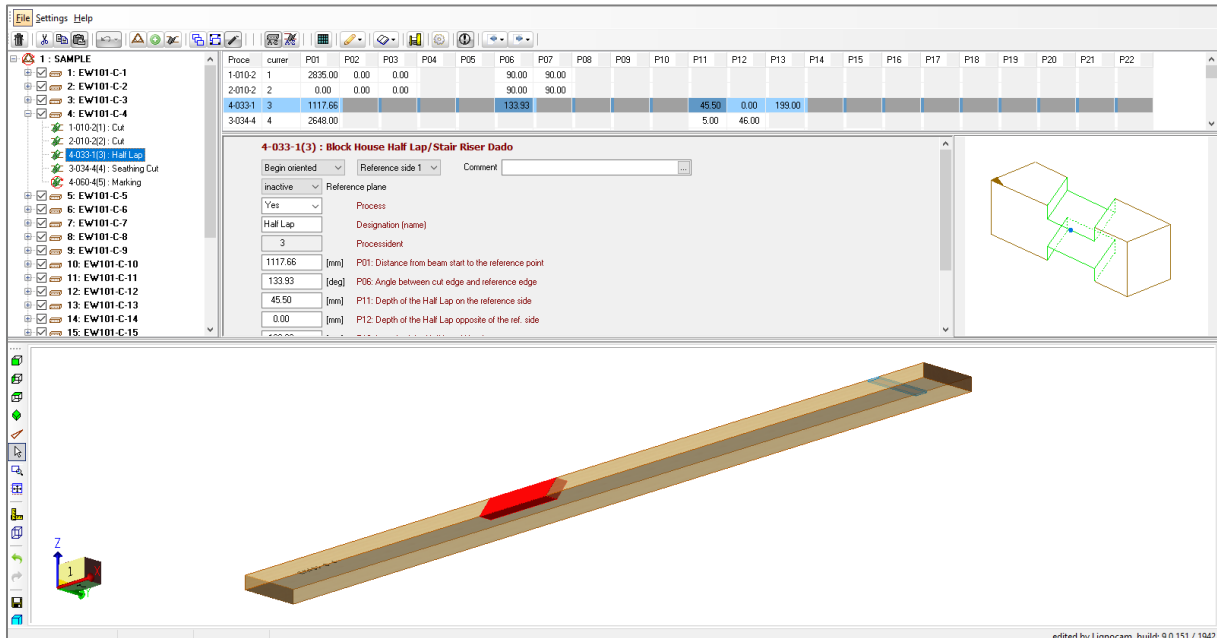 File Settings Help
1 : SAMPLE
1: EW101-C-1
2: EW101-C-2
3: EW101-C-3
4: EW101-C-4
1-010-2(1) : Cut
2-010-2(2) : Cut
4-033-1(3) : Half Lap
3-034-4(4) : Seathing Cut
4-060-4(5) : Marking
5: EW101-C-5
6: EW101-C-6
7: EW101-C-7
8: EW101-C-8
9: EW101-C-9
10: EW101-C-10
11: EW101-C-11
12: EW101-C-12
13: EW101-C-13
14: EW101-C-14
15: EW101-C-15
Proce currer P01 P02 P03 P04 P05 P06 P07 P08 P09 P10 P11 P12 P13 P14 P15 P16 P17 P18 P19 P20 P21 P22
1-010-2 1 2835.00 0.00 0.00 90.00 90.00
2-010-2 2 0.00 0.00 0.00 90.00 90.00
4-033-1 3 1117.66 133.93 45.50 0.00 199.00
3-034-4 4 2648.00 5.00 46.00
4-033-1(3) : Block House Half Lap/Stair Riser Dado
Begin oriented Reference side 1 Comment ...
inactive Reference plane
Yes Process
Half Lap Designation (name)
3 Processident
1117.66 [mm] P01: Distance from beam start to the reference point
133.93 [deg] P06: Angle between cut edge and reference edge
45.50 [mm] P11: Depth of the Half Lap on the reference side
0.00 [mm] P12: Depth of the Half Lap opposite of the ref. side
Z
1
X
Y
edited by Lignocam, build: 9.0.151 / 1942